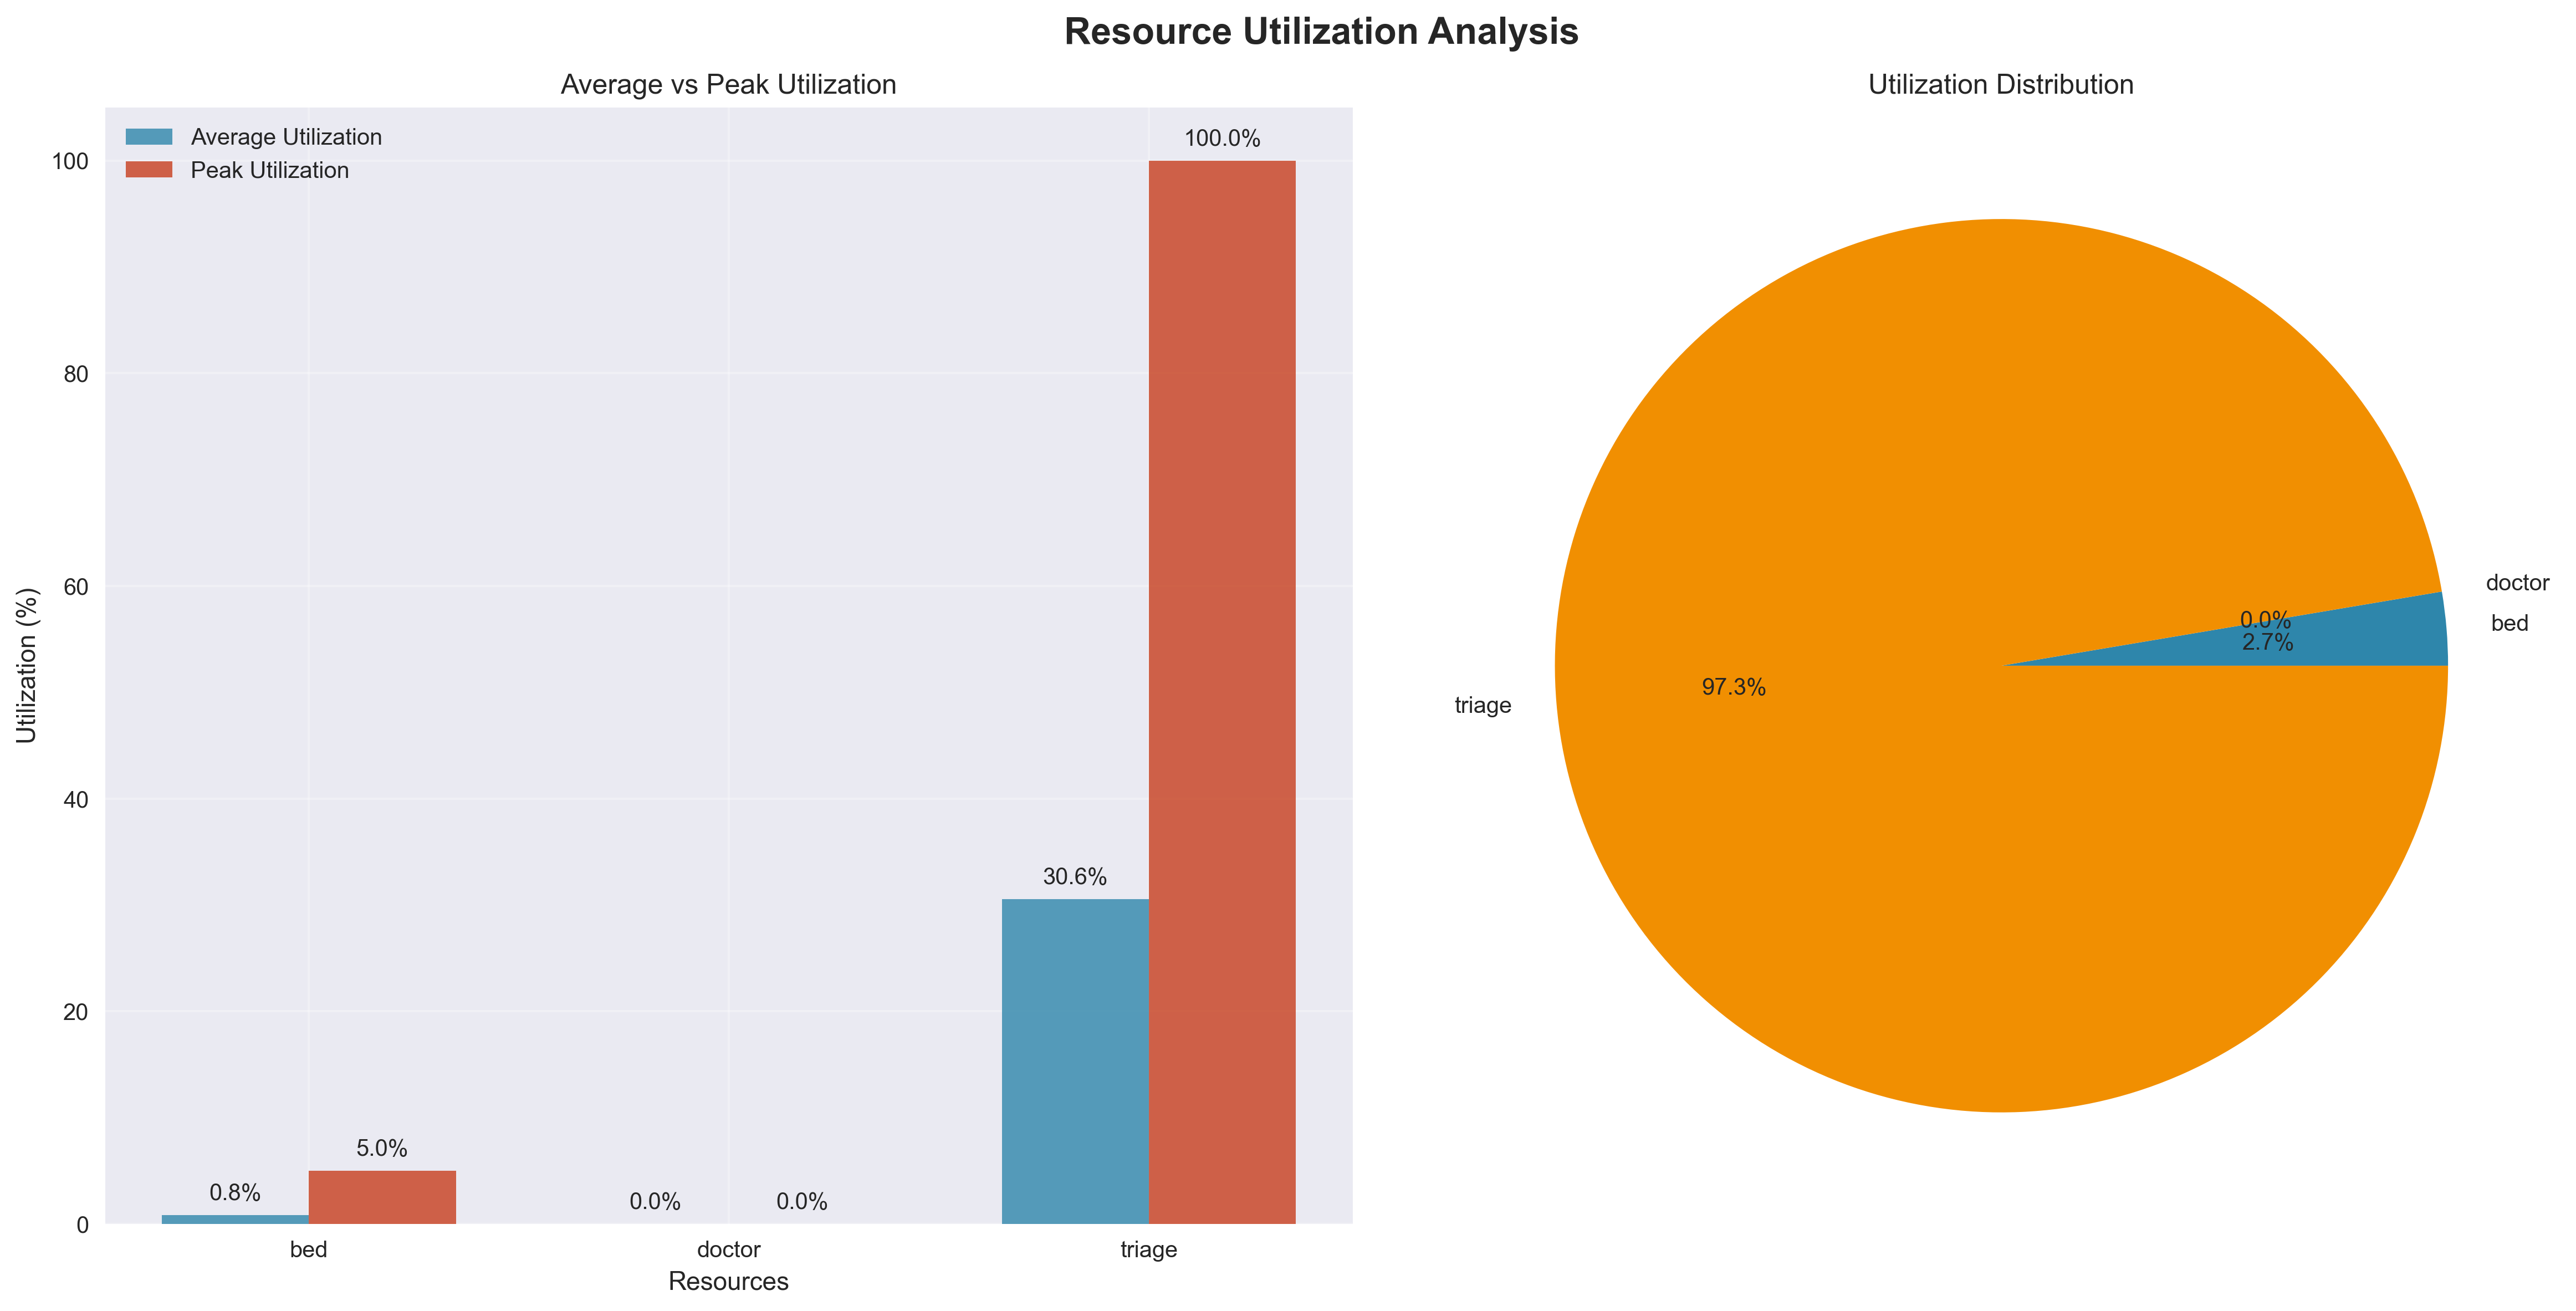 Resource Utilization Analysis
Average vs Peak Utilization
Average Utilization
Peak Utilization
Utilization (%)
100
80
60
40
20
0
0.8%
5.0%
0.0%
0.0%
30.6%
100.0%
bed
doctor
triage
Resources
Utilization Distribution
doctor
bed
triage
0.0%
2.7%
97.3%